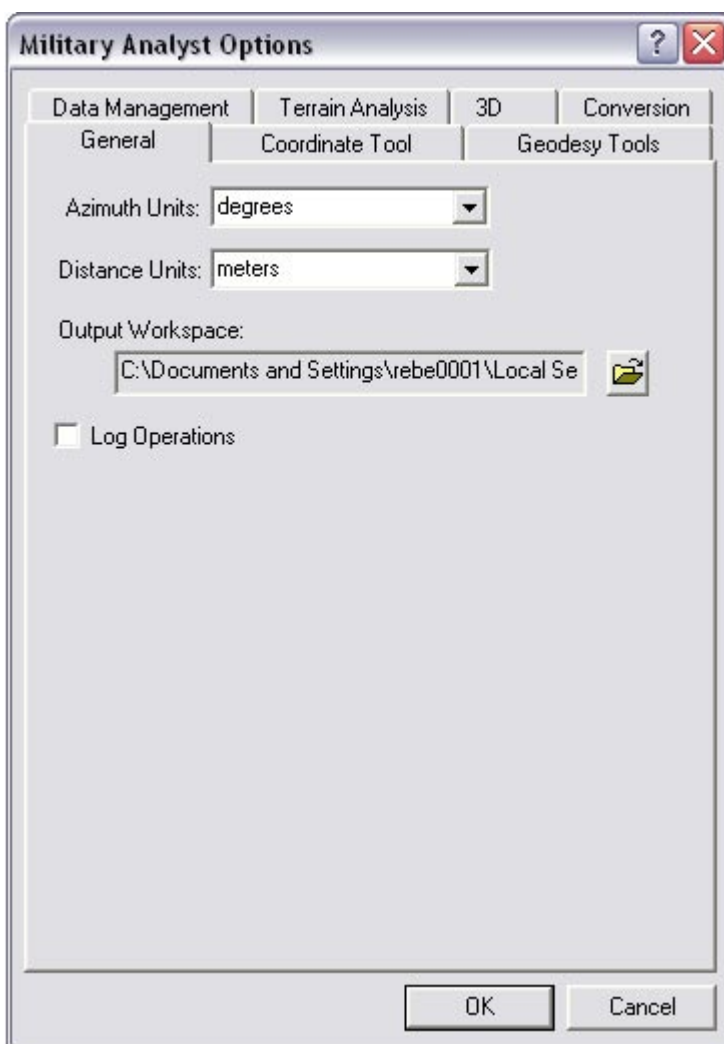 Military Analyst Options
Data Management Terrain Analysis 3D Conversion
General Coordinate Tool Geodesy Tools
Azimuth Units: degrees
Distance Units: meters
Output Workspace:
C:\Documents and Settings\rebe0001\Local Se
Log Operations
OK Cancel